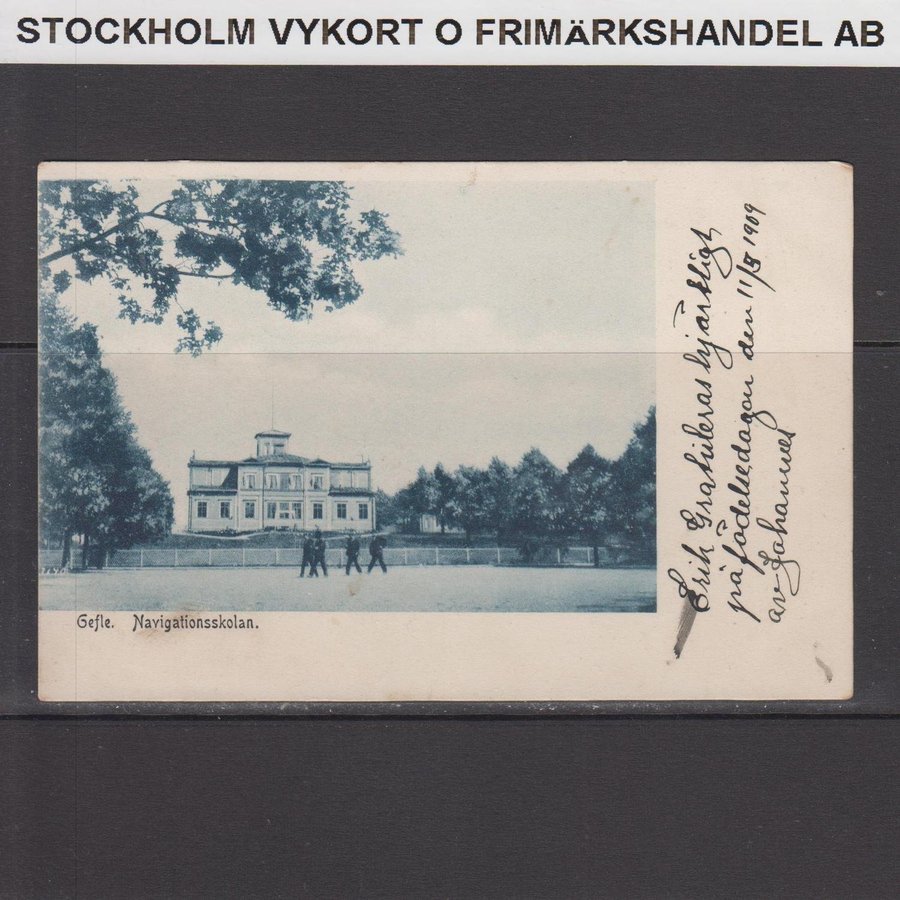 STOCKHOLM VYKORT O FRIMÄRKSHANDEL AB
Erik Gratuleras hjärtligt
på födelsedagen den 11/5 1909
av Johannes
Gefle. Navigationsskolan.